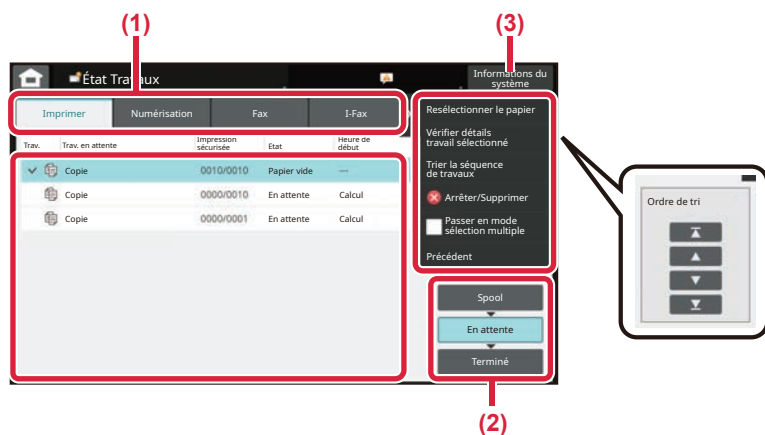 (1)
(3)
État Travaux
Informations du
système
Imprimer
Numérisation
Fax
I-Fax
Trav.
Trav. en attente
Impression
sécurisée
Etat
Heure de
début
Copie
0010/0010
Papier vide
---
Copie
0000/0010
En attente
Calcul
Copie
0000/0001
En attente
Calcul
Resélectionner le papier
Vérifier détails
travail sélectionné
Trier la séquence
de travaux
Arrêter/Supprimer
Passer en mode
sélection multiple
Précédent
Spool
En attente
Terminé
Ordre de tri
(2)